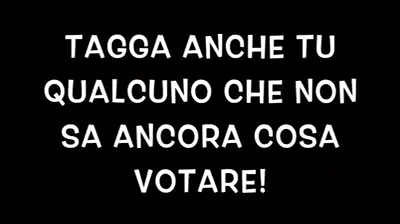 TAGGA ANCHE TU
QUALCUNO CHE NON
SA ANCORA COSA
VOTARE!